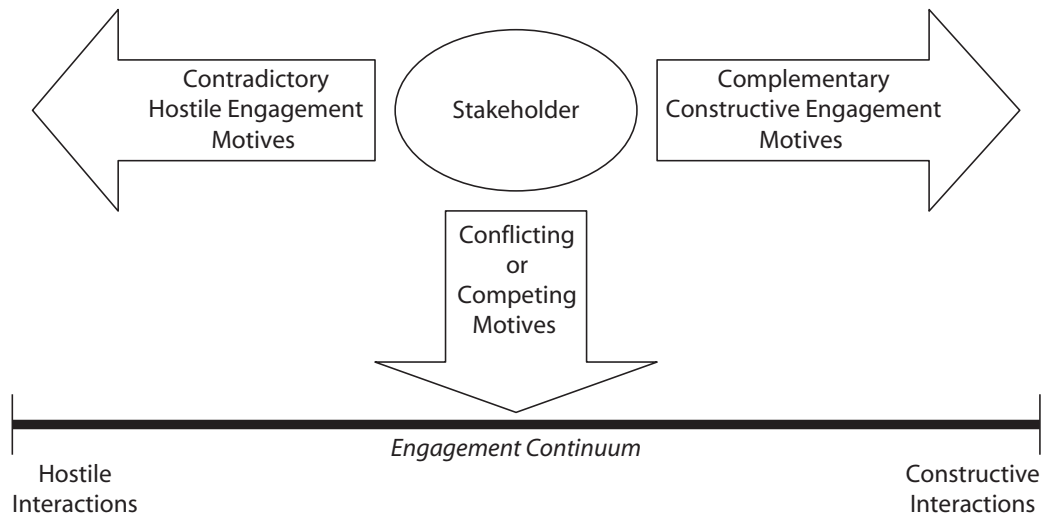 Contradictory
Hostile Engagement
Motives
Stakeholder
Complementary
Constructive Engagement
Motives
Conflicting
or
Competing
Motives
Engagement Continuum
Hostile
Interactions
Constructive
Interactions